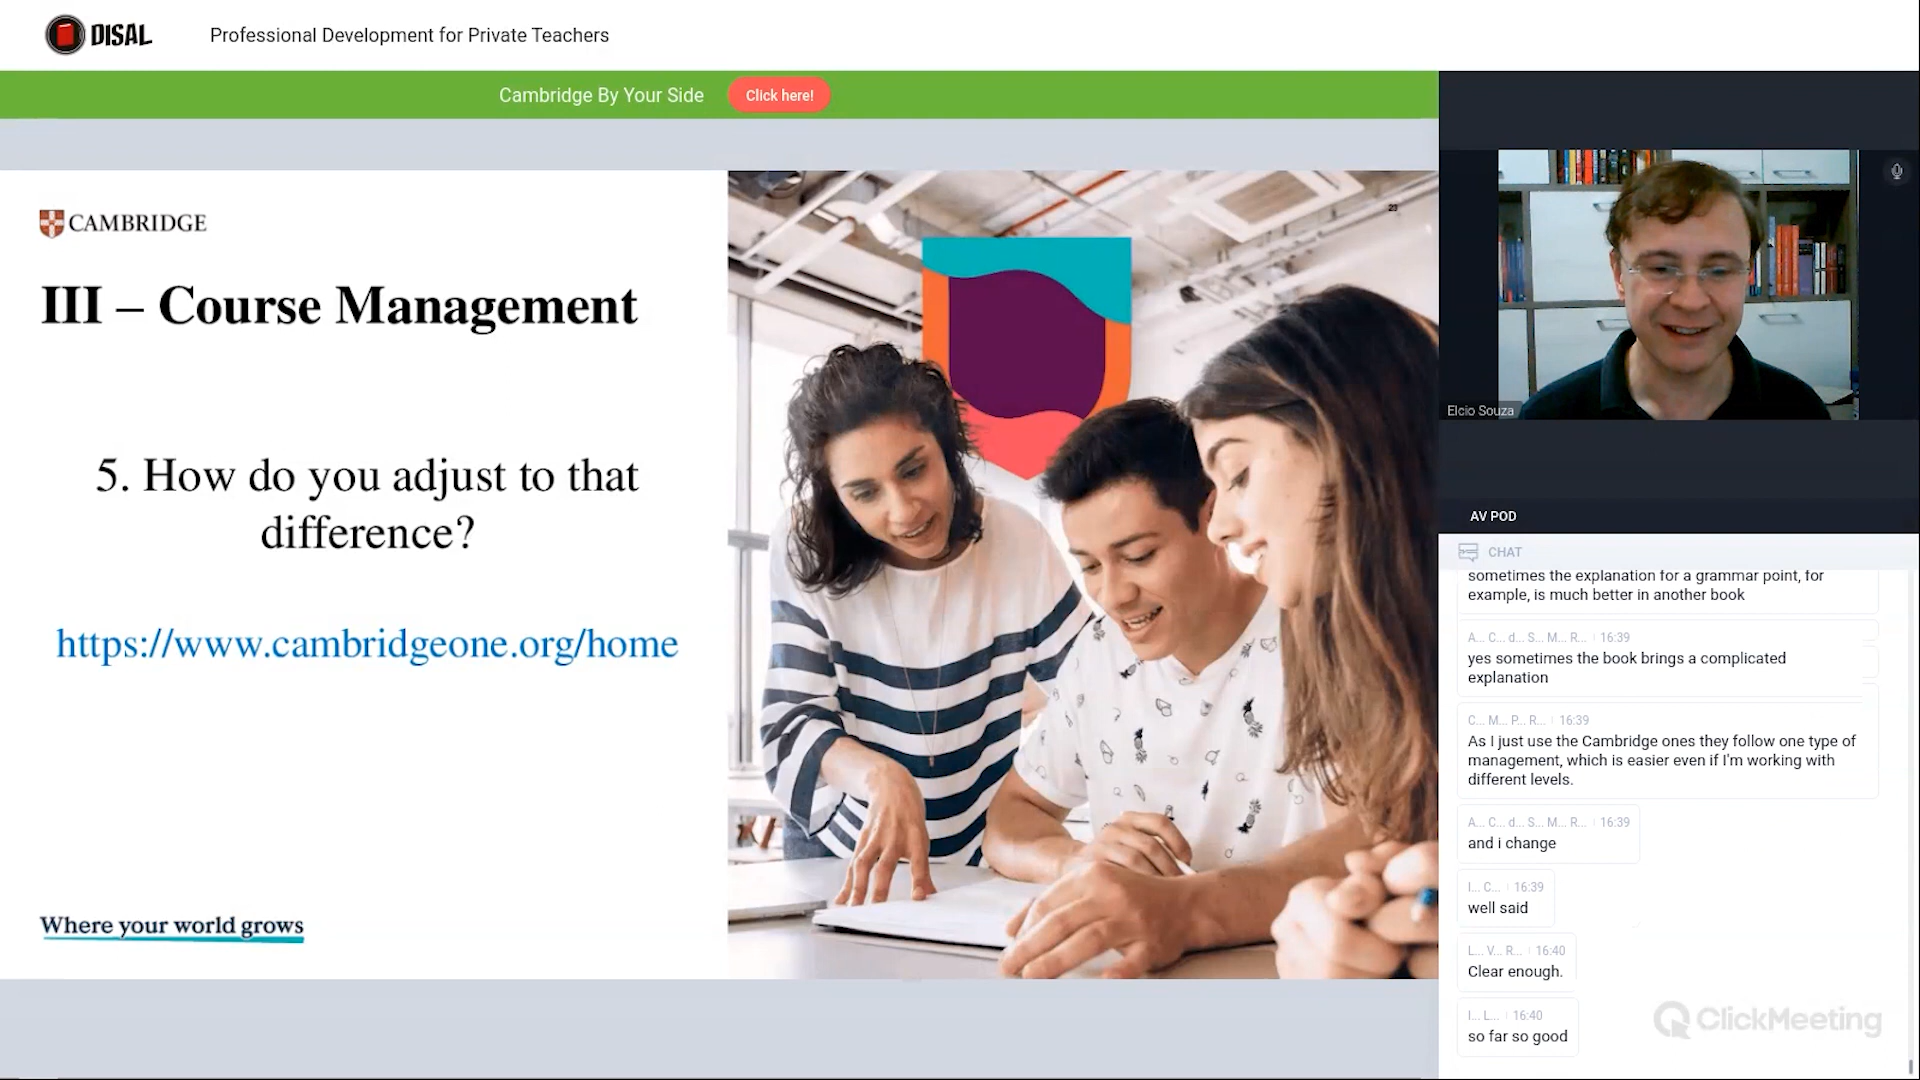 DISAL
Professional Development for Private Teachers
Cambridge By Your Side
Click here!
CAMBRIDGE
23
III – Course Management
5. How do you adjust to that
difference?
https://www.cambridgeone.org/home
Where your world grows
Elcio Souza
AV POD
CHAT
sometimes the explanation for a grammar point, for
example, is much better in another book
A... C... d... S... M... R... 16:39
yes sometimes the book brings a complicated
explanation
C... M... P... R... 16:39
As I just use the Cambridge ones they follow one type of
management, which is easier even if I'm working with
different levels.
A... C... d... S... M... R... 16:39
and i change
I... C... 16:39
well said
L... V... R... 16:40
Clear enough.
I... L... 16:40
so far so good
ClickMeeting